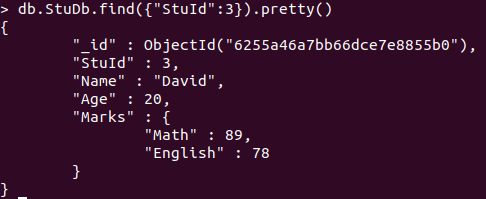 > db.StuDb.find({"StuId":3}).pretty()
{
        "_id" : ObjectId("6255a46a7bb66dce7e8855b0"),
        "StuId" : 3,
        "Name" : "David",
        "Age" : 20,
        "Marks" : {
                "Math" : 89,
                "English" : 78
        }
}